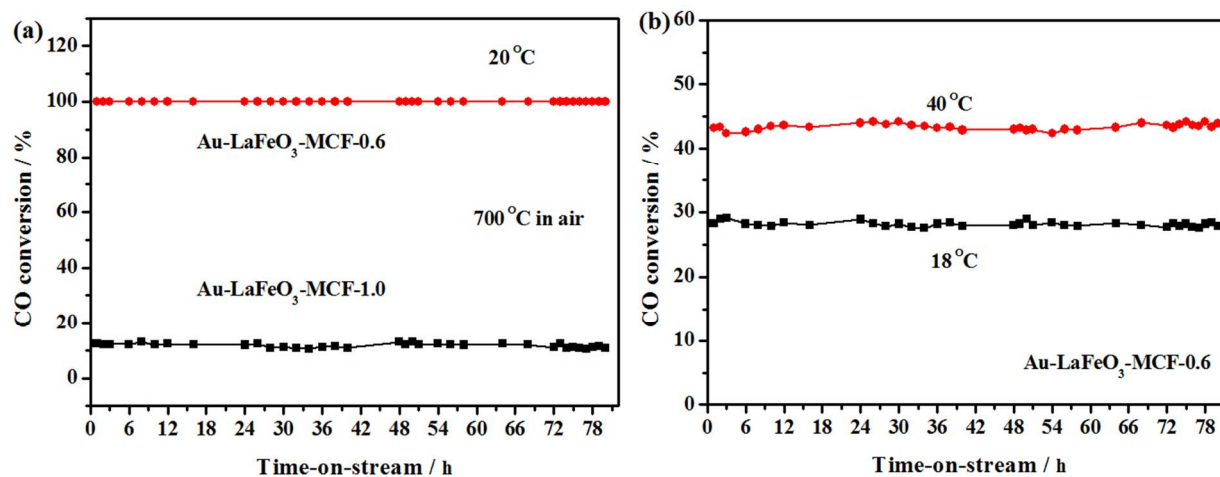 (a)
20 °C
Au-LaFeO₃-MCF-0.6
700 °C in air
Au-LaFeO₃-MCF-1.0
CO conversion / %
120
100
80
60
40
20
0
0 6 12 18 24 30 36 42 48 54 60 66 72 78
Time-on-stream / h
(b)
40 °C
18 °C
Au-LaFeO₃-MCF-0.6
CO conversion / %
60
50
40
30
20
10
0
0 6 12 18 24 30 36 42 48 54 60 66 72 78
Time-on-stream / h